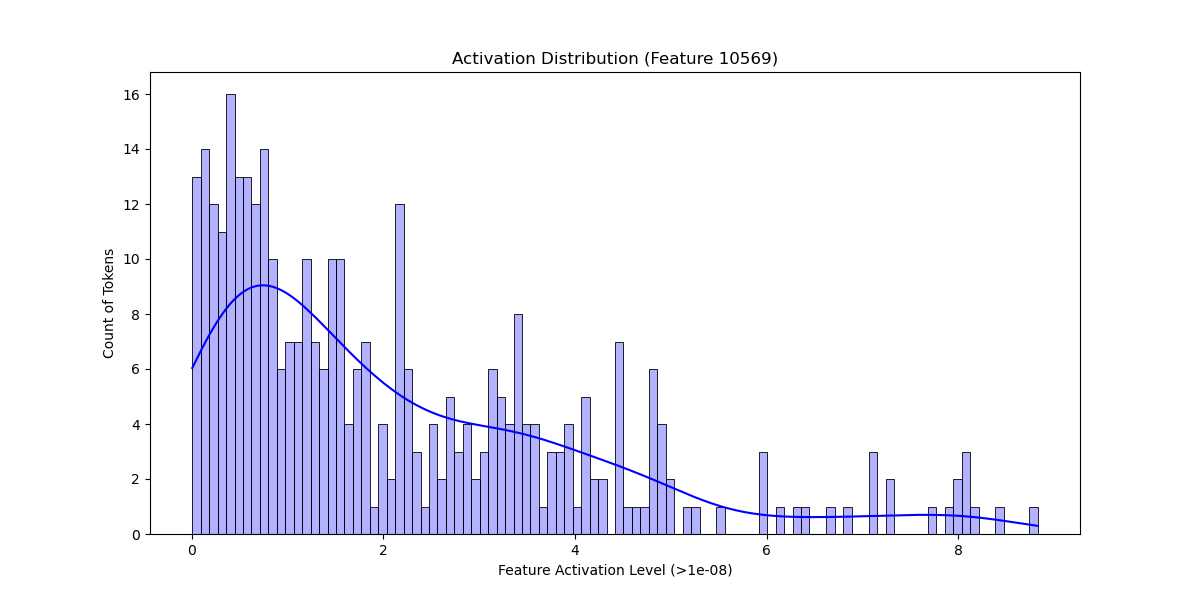 Activation Distribution (Feature 10569)
16
14
12
10
8
6
4
2
0
Count of Tokens
0 2 4 6 8
Feature Activation Level (>1e-08)